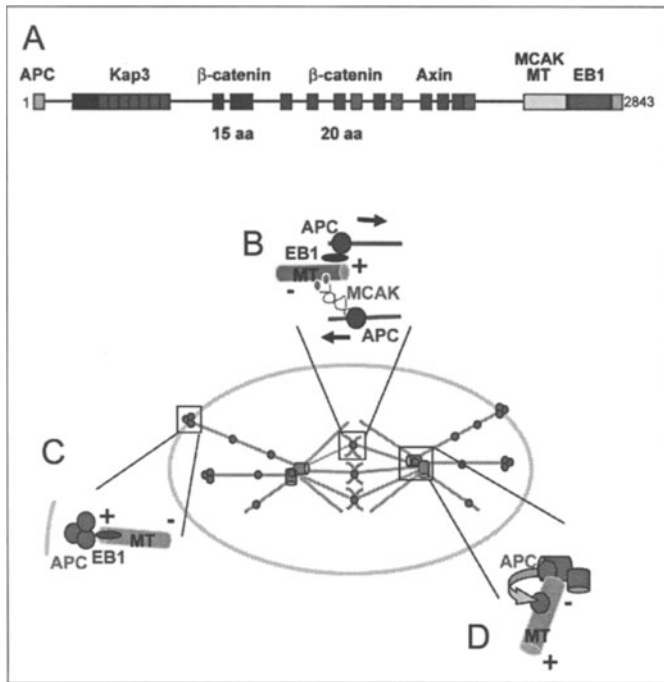 A
MCAK
APC Kap3 β-catenin β-catenin Axin MT EB1
1 2843
15 aa 20 aa
B
APC
EB1
MT +
- MCAK
APC
C
+ -
MT
APC EB1
APC
-
D MT
+